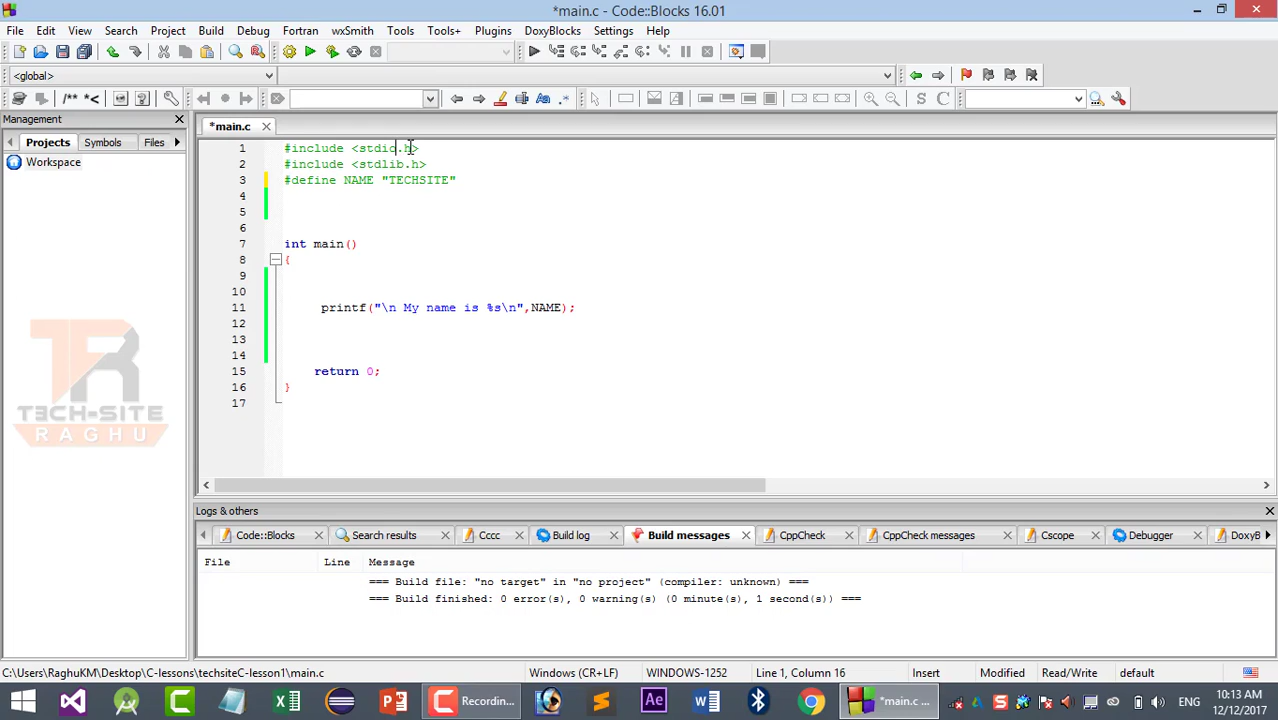 *main.c - Code::Blocks 16.01
File Edit View Search Project Build Debug Fortran wxSmith Tools Tools+ Plugins DoxyBlocks Settings Help
<global>
/** *<
S C
Management
Projects Symbols Files
Workspace
*main.c
1 #include <stdio.h>
2 #include <stdlib.h>
3 #define NAME "TECHSITE"
4
5
6
7 int main()
8 {
9
10
11 printf("\n My name is %s\n",NAME);
12
13
14
15 return 0;
16 }
17
TR
TECH-SITE
RAGHU
Logs & others
Code::Blocks Search results Cccc Build log Build messages CppCheck CppCheck messages Cscope Debugger DoxyB
File Line Message
=== Build file: "no target" in "no project" (compiler: unknown) ===
=== Build finished: 0 error(s), 0 warning(s) (0 minute(s), 1 second(s)) ===
C:\Users\RaghuKM\Desktop\C-lessons\techsiteC-lesson1\main.c Windows (CR+LF) WINDOWS-1252 Line 1, Column 16 Insert Modified Read/Write default
Recordin... *main.c ... ENG
10:13 AM
12/12/2017